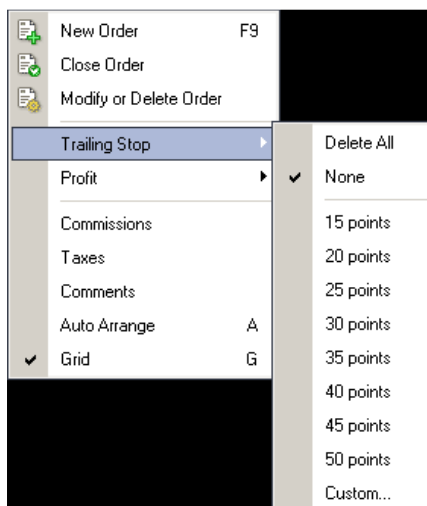 New Order F9
Close Order
Modify or Delete Order
Trailing Stop
Profit
Commissions
Taxes
Comments
Auto Arrange A
Grid G
Delete All
None
15 points
20 points
25 points
30 points
35 points
40 points
45 points
50 points
Custom...